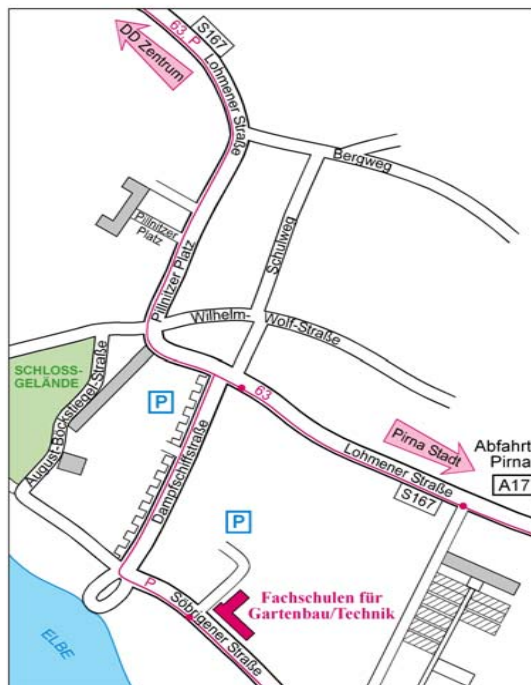 63, P
S167
DD Zentrum
Lohmener Straße
Bergweg
Pillnitzer
Platz
Schulweg
Pillnitzer Platz
Wilhelm-
Wolf-Straße
SCHLOSS-
GELÄNDE
August-Böckstiegel-Straße
P
63
Dampfschiffstraße
Pirna Stadt
Abfahrt
Pirna
A17
Lohmener Straße
S167
P
P
Söbrigener Straße
Fachschulen für
Gartenbau/Technik
ELBE